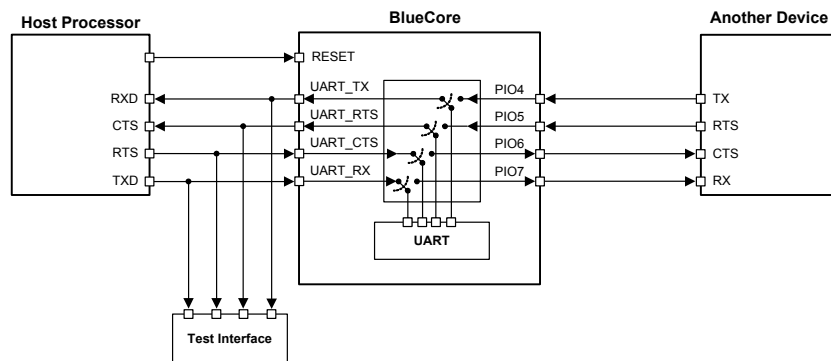 Host Processor
BlueCore
Another Device
RESET
RXD
UART_TX
PIO4
TX
CTS
UART_RTS
PIO5
RTS
RTS
UART_CTS
PIO6
CTS
TXD
UART_RX
PIO7
RX
UART
Test Interface